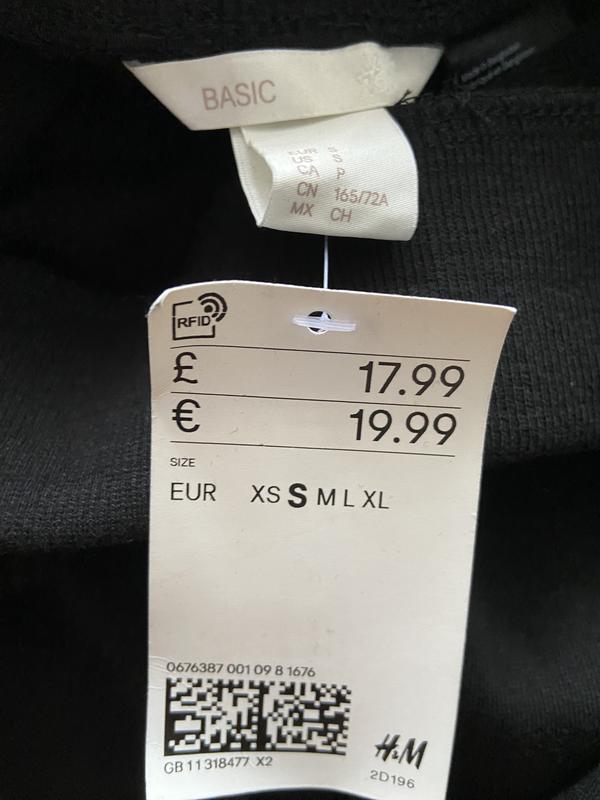 BASIC
EUR S
US S
CA P
CN 165/72A
MX CH
RFID
£ 17.99
€ 19.99
SIZE
EUR XS S M L XL
0676387 001 09 8 1676
GB 11 318477 X2
H&M
2D196